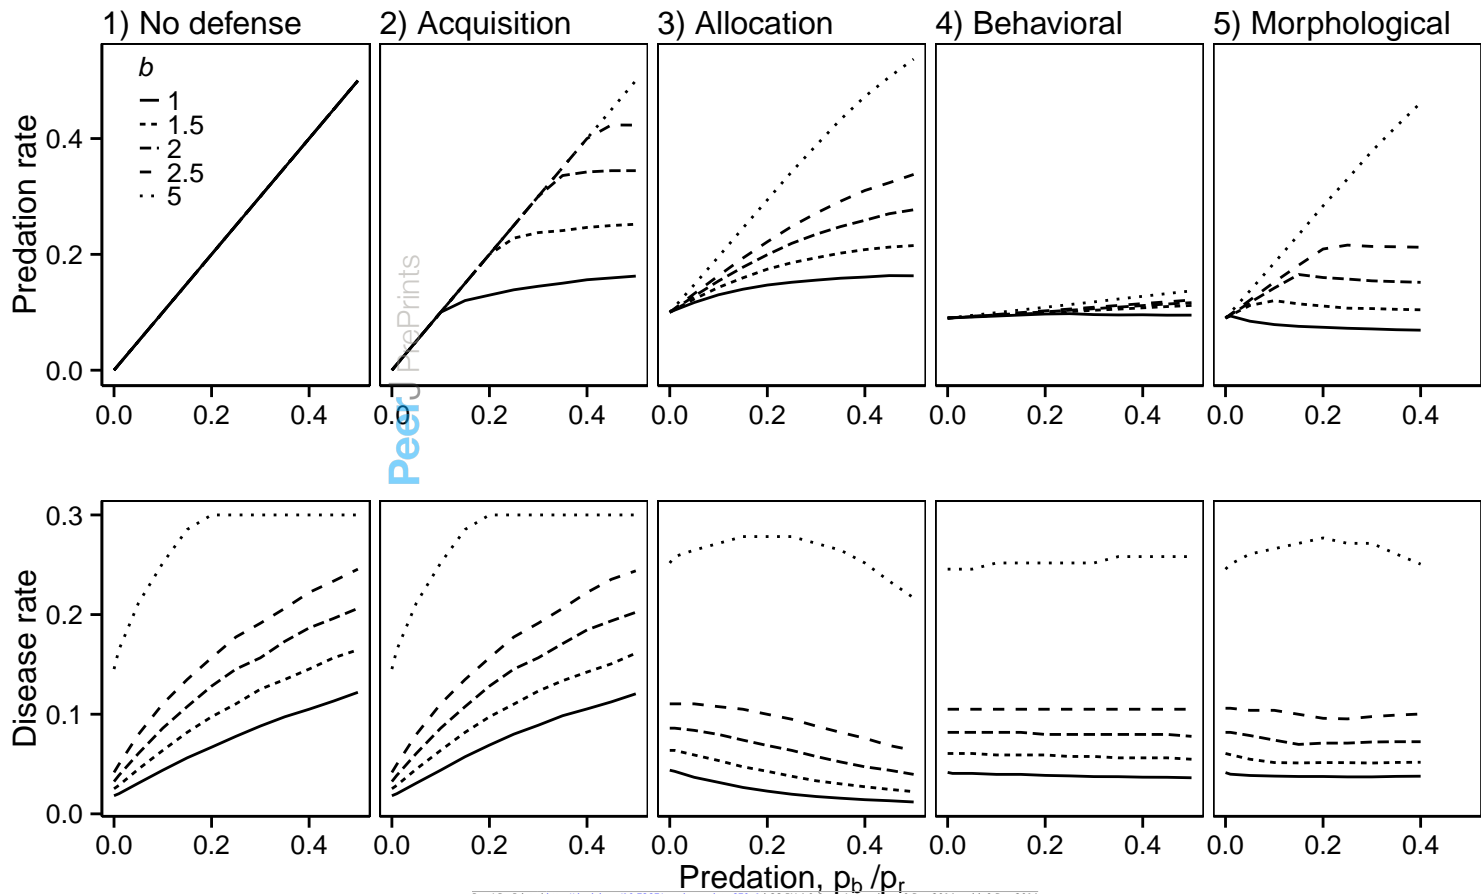 1) No defense
2) Acquisition
3) Allocation
4) Behavioral
5) Morphological
Predation rate
0.4
0.2
0.0
b
1
1.5
2
2.5
5
0.0 0.2 0.4
0.0 0.2 0.4
0.0 0.2 0.4
0.0 0.2 0.4
0.0 0.2 0.4
PeerJ PrePrints
Disease rate
0.3
0.2
0.1
0.0
0.0 0.2 0.4
0.0 0.2 0.4
0.0 0.2 0.4
0.0 0.2 0.4
0.0 0.2 0.4
Predation, p_b /p_r